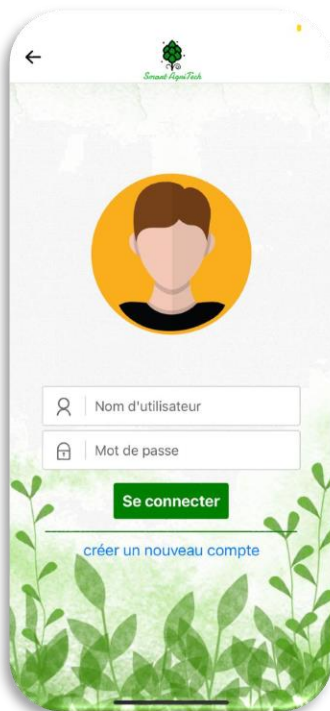 Smart AgriTech
Nom d'utilisateur
Mot de passe
Se connecter
créer un nouveau compte